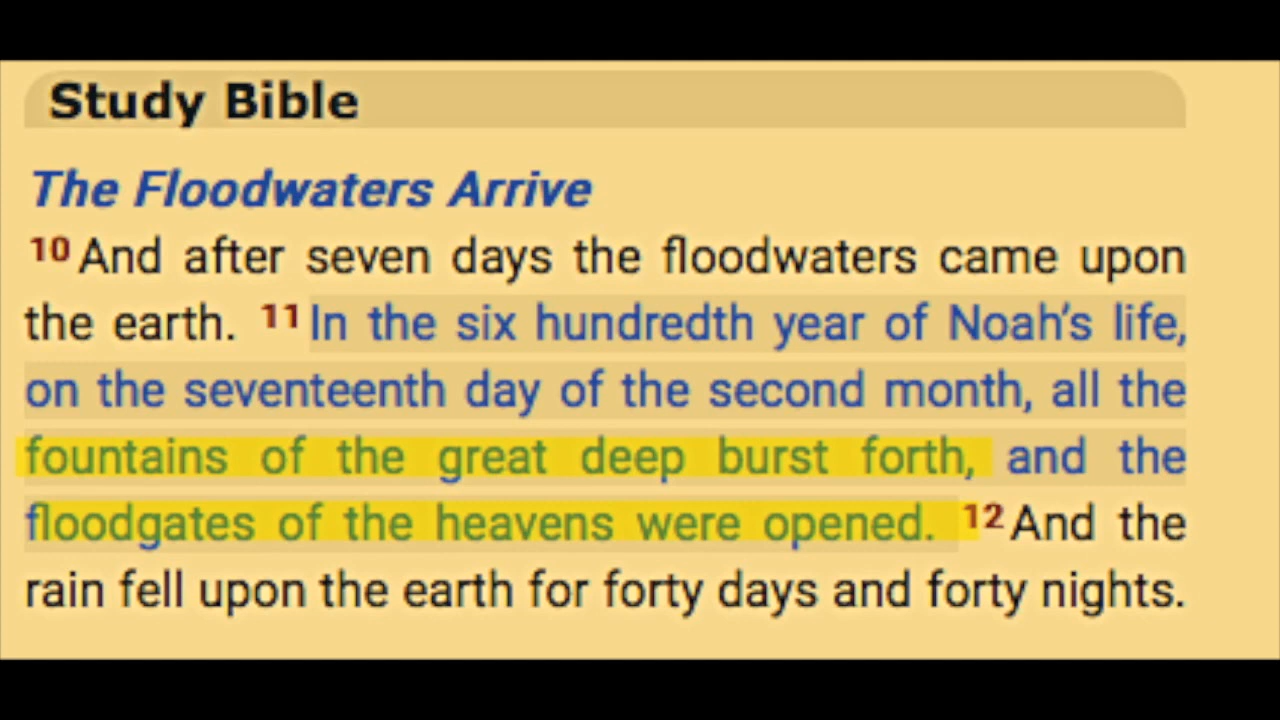 Study Bible
The Floodwaters Arrive
10 And after seven days the floodwaters came upon
the earth. 11 In the six hundredth year of Noah’s life,
on the seventeenth day of the second month, all the
fountains of the great deep burst forth, and the
floodgates of the heavens were opened. 12 And the
rain fell upon the earth for forty days and forty nights.